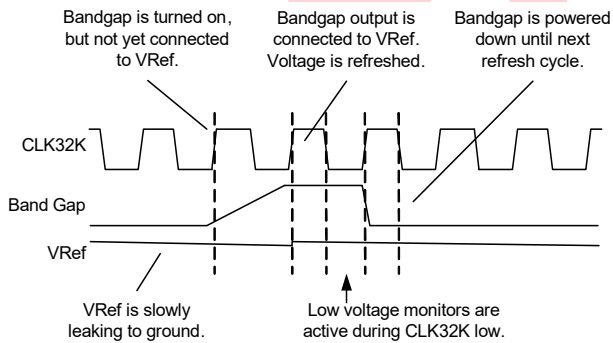 Bandgap is turned on,
but not yet connected
to VRef.
Bandgap output is
connected to VRef.
Voltage is refreshed.
Bandgap is powered
down until next
refresh cycle.
CLK32K
Band Gap
VRef
VRef is slowly
leaking to ground.
Low voltage monitors are
active during CLK32K low.